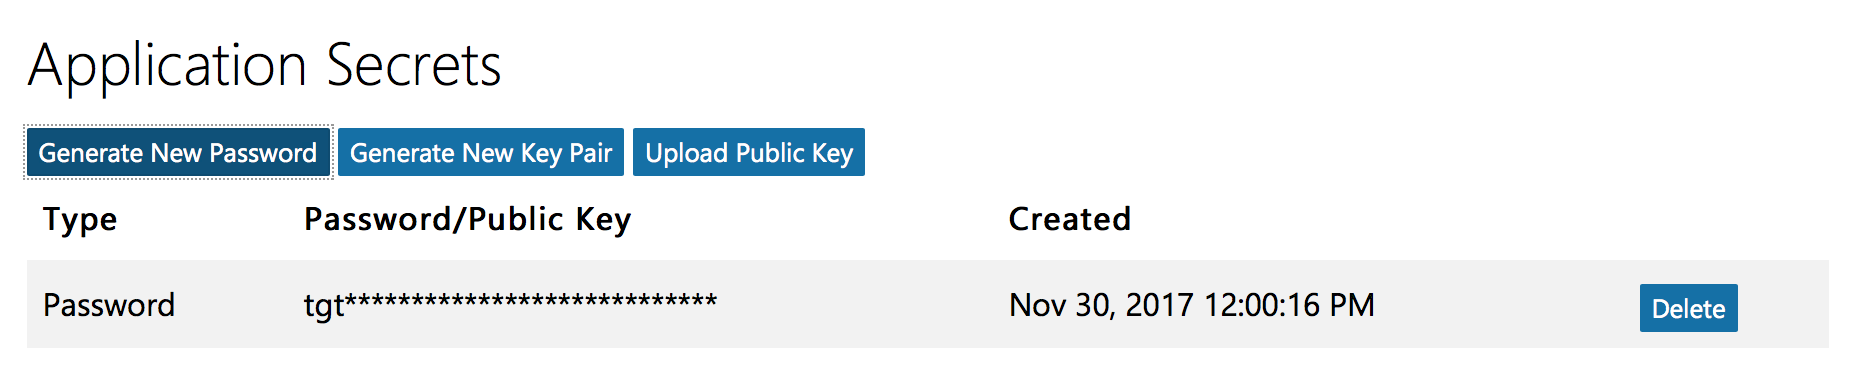 Application Secrets
Generate New Password Generate New Key Pair Upload Public Key
Type Password/Public Key Created
Password tgt**************************** Nov 30, 2017 12:00:16 PM Delete